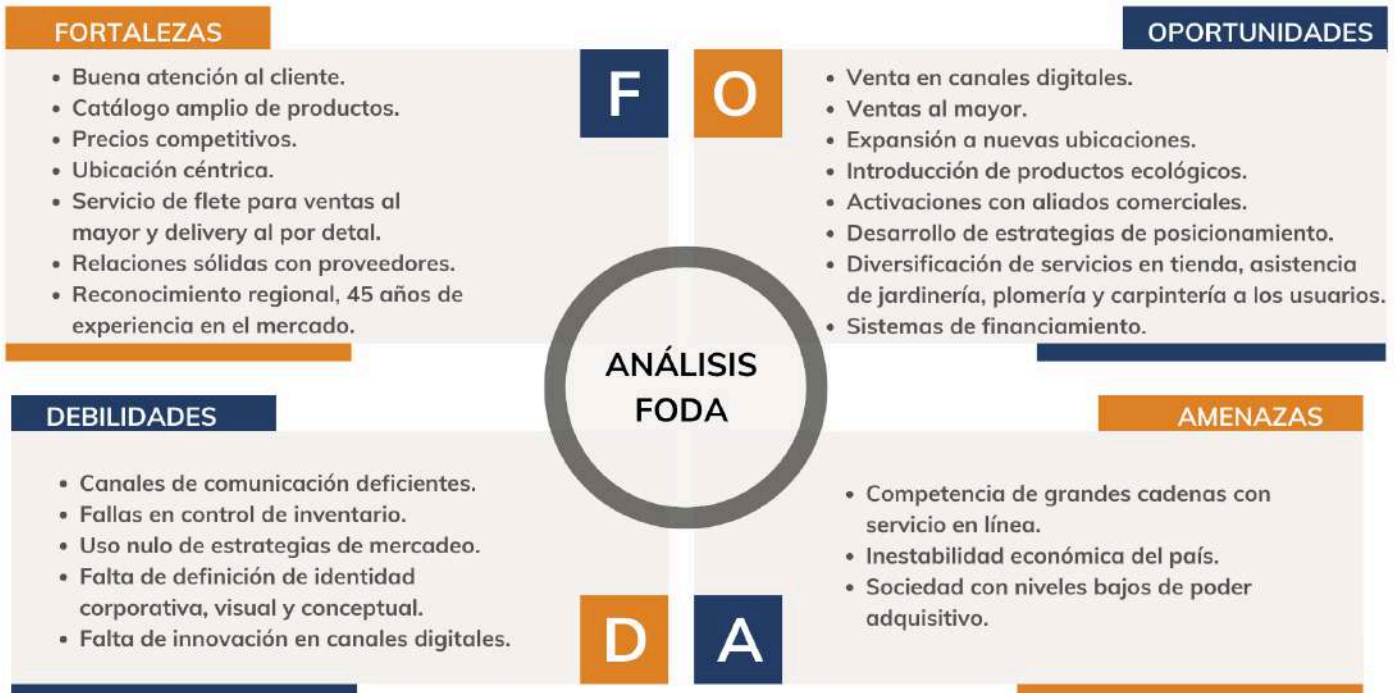 FORTALEZAS
• Buena atención al cliente.
• Catálogo amplio de productos.
• Precios competitivos.
• Ubicación céntrica.
• Servicio de flete para ventas al
mayor y delivery al por detal.
• Relaciones sólidas con proveedores.
• Reconocimiento regional, 45 años de
experiencia en el mercado.
F
O
OPORTUNIDADES
• Venta en canales digitales.
• Ventas al mayor.
• Expansión a nuevas ubicaciones.
• Introducción de productos ecológicos.
• Activaciones con aliados comerciales.
• Desarrollo de estrategias de posicionamiento.
• Diversificación de servicios en tienda, asistencia
de jardinería, plomería y carpintería a los usuarios.
• Sistemas de financiamiento.
ANÁLISIS
FODA
DEBILIDADES
• Canales de comunicación deficientes.
• Fallas en control de inventario.
• Uso nulo de estrategias de mercadeo.
• Falta de definición de identidad
corporativa, visual y conceptual.
• Falta de innovación en canales digitales.
D
A
AMENAZAS
• Competencia de grandes cadenas con
servicio en línea.
• Inestabilidad económica del país.
• Sociedad con niveles bajos de poder
adquisitivo.